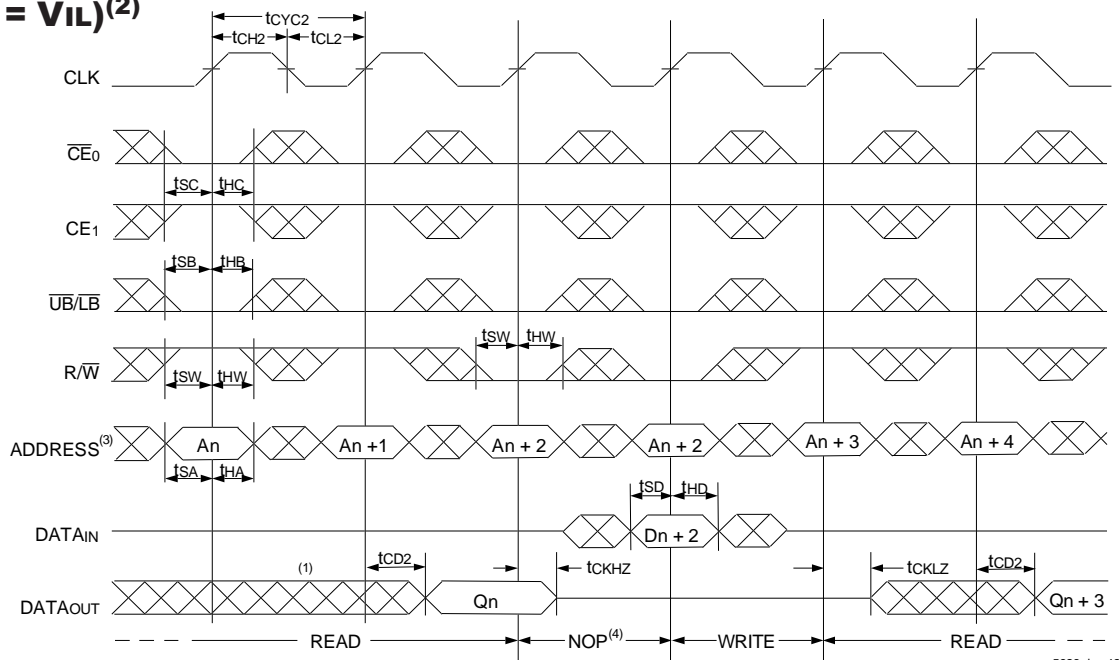 = VIL)(2)
tCYC2
tCH2 tCL2
CLK
CE0
tSC tHC
CE1
tSB tHB
UB/LB
tSW tHW
R/W
tSW tHW
ADDRESS(3) An An +1 An + 2 An + 2 An + 3 An + 4
tSA tHA
tSD tHD
DATAIN Dn + 2
tCD2 tCKHZ tCKLZ tCD2
(1)
DATAOUT Qn Qn + 3
READ NOP(4) WRITE READ